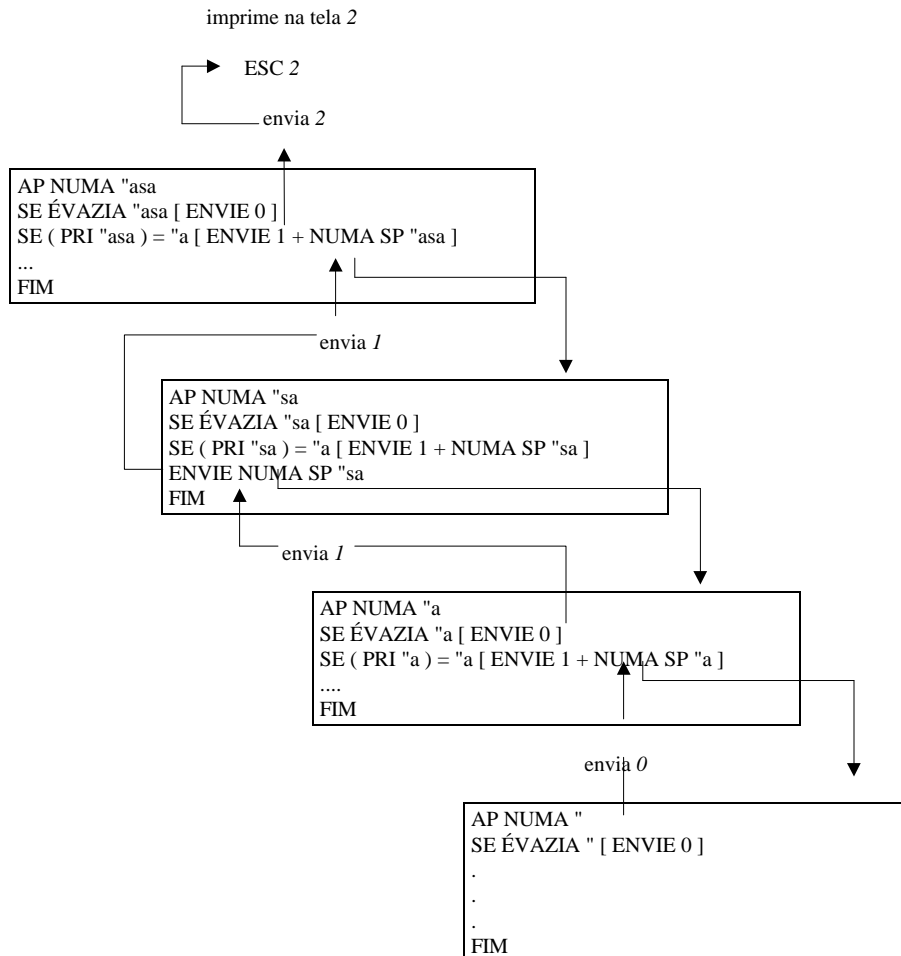 imprime na tela 2
ESC 2
envia 2
AP NUMA "asa
SE ÉVAZIA "asa [ ENVIE 0 ]
SE ( PRI "asa ) = "a [ ENVIE 1 + NUMA SP "asa ]
...
FIM
envia 1
AP NUMA "sa
SE ÉVAZIA "sa [ ENVIE 0 ]
SE ( PRI "sa ) = "a [ ENVIE 1 + NUMA SP "sa ]
ENVIE NUMA SP "sa
FIM
envia 1
AP NUMA "a
SE ÉVAZIA "a [ ENVIE 0 ]
SE ( PRI "a ) = "a [ ENVIE 1 + NUMA SP "a ]
....
FIM
envia 0
AP NUMA "
SE ÉVAZIA " [ ENVIE 0 ]
.
.
.
FIM